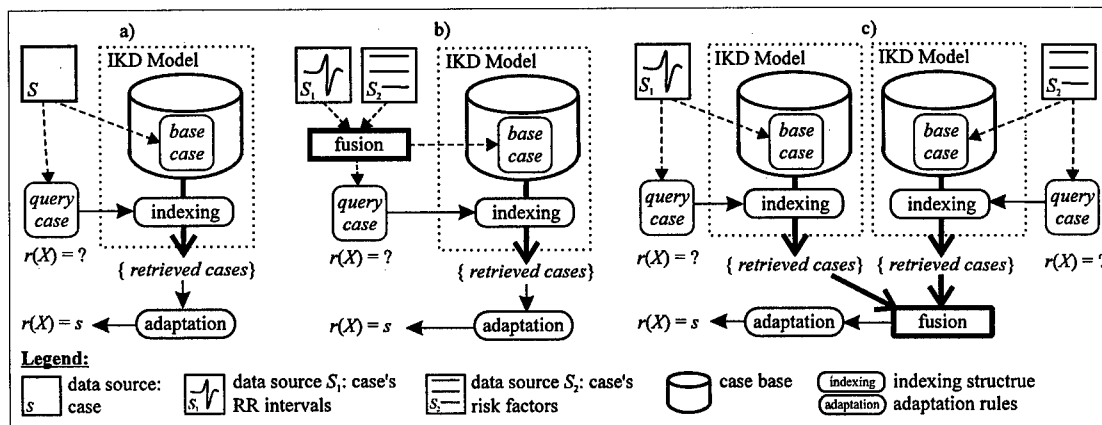 a)
IKD Model
S
base
case
query
case
indexing
r(X) = ?
{ retrieved cases}
r(X) = s
adaptation
b)
IKD Model
S1
S2
fusion
base
case
query
case
indexing
r(X) = ?
{ retrieved cases}
r(X) = s
adaptation
c)
IKD Model
IKD Model
S1
S2
base
case
base
case
query
case
indexing
indexing
query
case
r(X) = ?
{ retrieved cases}
{ retrieved cases}
r(X) = ?
r(X) = s
adaptation
fusion
Legend:
s
data source:
case
S1
data source S1: case's
RR intervals
S2
data source S2: case's
risk factors
case base
indexing
indexing structrue
adaptation
adaptation rules